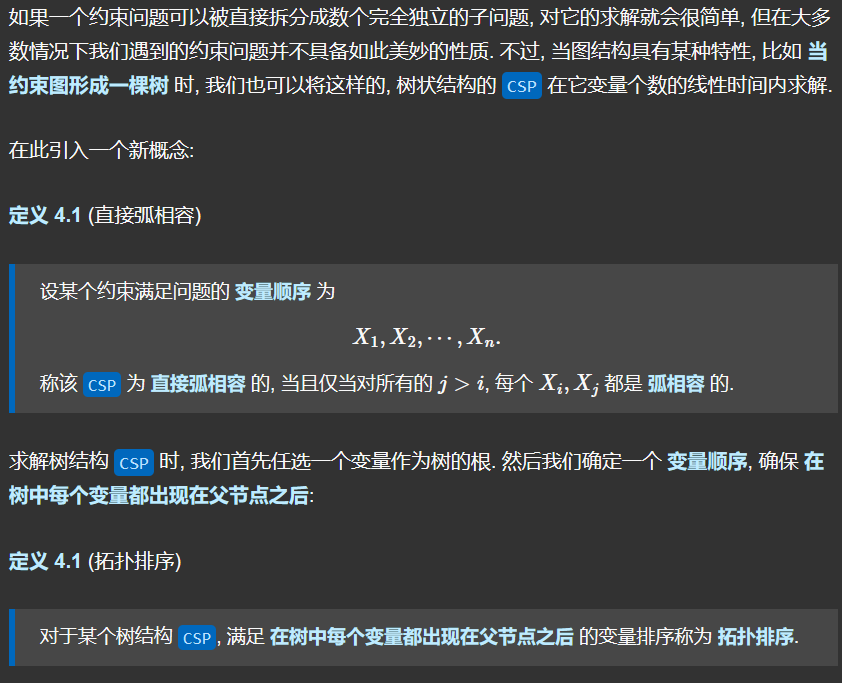 如果一个约束问题可以被直接拆分成数个完全独立的子问题, 对它的求解就会很简单, 但在大多
数情况下我们遇到的约束问题并不具备如此美妙的性质. 不过, 当图结构具有某种特性, 比如 当
约束图形成一棵树 时, 我们也可以将这样的, 树状结构的 CSP 在它变量个数的线性时间内求解.
在此引入一个新概念:
定义 4.1 (直接弧相容)
设某个约束满足问题的 变量顺序 为
X₁, X₂, ⋯ , Xₙ.
称该 CSP 为 直接弧相容 的, 当且仅当对所有的 j > i, 每个 Xᵢ, Xⱼ 都是 弧相容 的.
求解树结构 CSP 时, 我们首先任选一个变量作为树的根. 然后我们确定一个 变量顺序, 确保 在
树中每个变量都出现在父节点之后:
定义 4.1 (拓扑排序)
对于某个树结构 CSP, 满足 在树中每个变量都出现在父节点之后 的变量排序称为 拓扑排序.